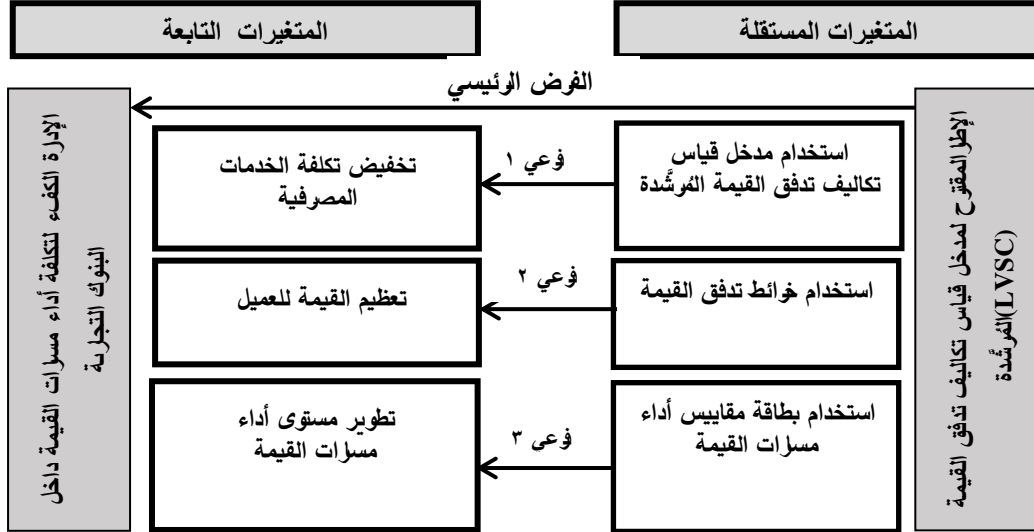 المتغيرات المستقلة
المتغيرات التابعة
الفرض الرئيسي
الإطار المقترح لمدخل قياس تكاليف تدفق القيمة
المُرشَّدة(LVSC)
استخدام مدخل قياس
تكاليف تدفق القيمة المُرشَّدة
فرعي ١
تخفيض تكلفة الخدمات
المصرفية
استخدام خرائط تدفق القيمة
فرعي ٢
تعظيم القيمة للعميل
استخدام بطاقة مقاييس أداء
مسارات القيمة
فرعي ٣
تطوير مستوى أداء
مسارات القيمة
الإدارة الكفء لتكلفة أداء مسارات القيمة داخل
البنوك التجارية